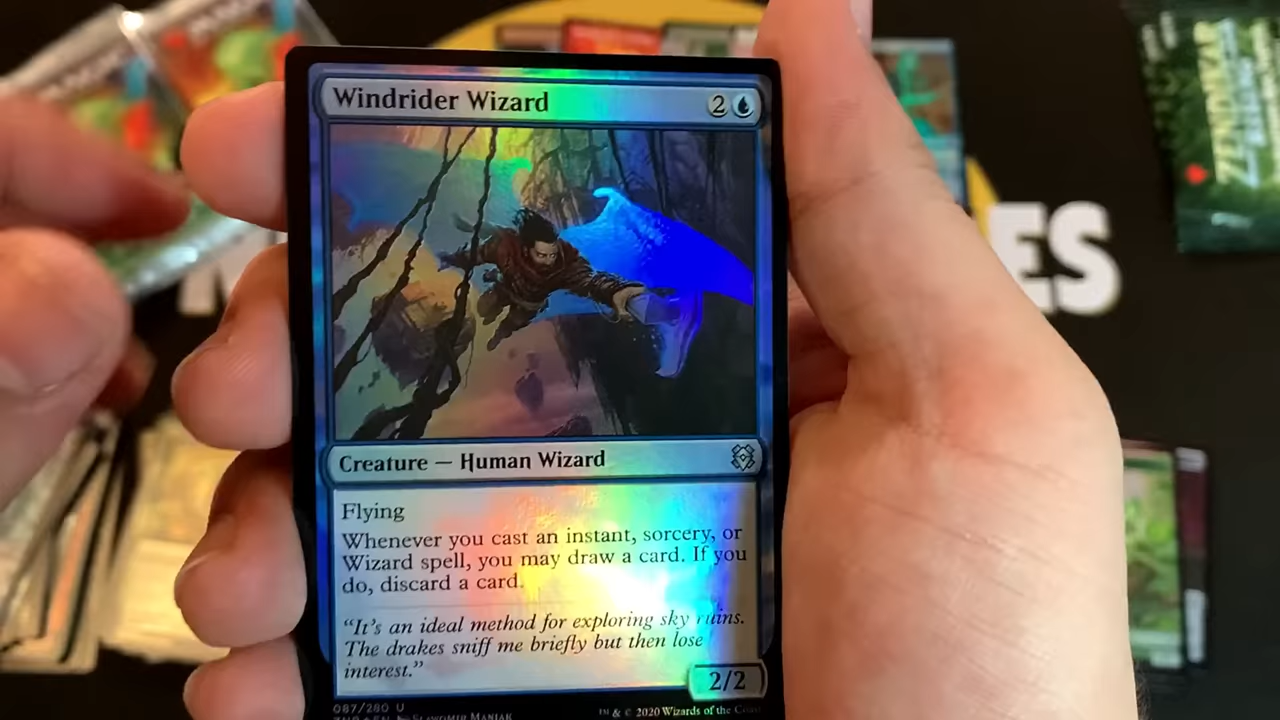 Windrider Wizard
2
Creature — Human Wizard
Flying
Whenever you cast an instant, sorcery, or
Wizard spell, you may draw a card. If you
do, discard a card.
“It’s an ideal method for exploring sky ruins.
The drakes sniff me briefly but then lose
interest.”
2/2
087/280 U
™ & © 2020 Wizards of the Coast
ES